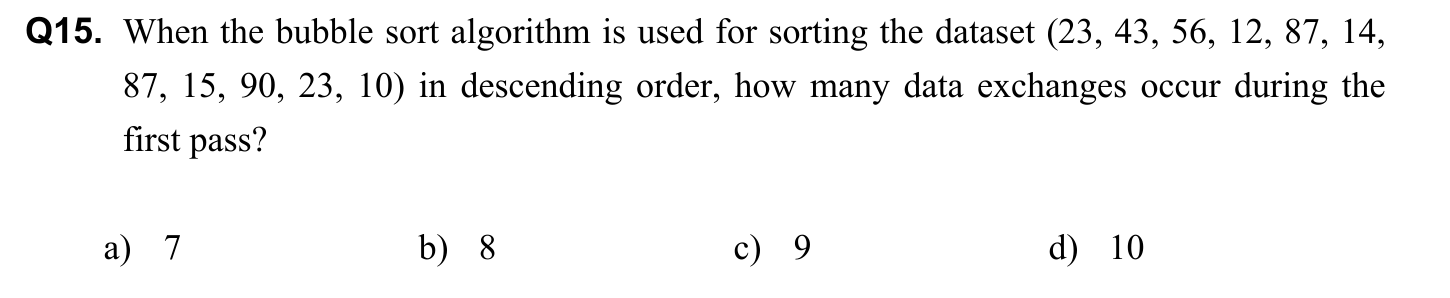 Q15. When the bubble sort algorithm is used for sorting the dataset (23, 43, 56, 12, 87, 14,
87, 15, 90, 23, 10) in descending order, how many data exchanges occur during the
first pass?
a) 7 b) 8 c) 9 d) 10